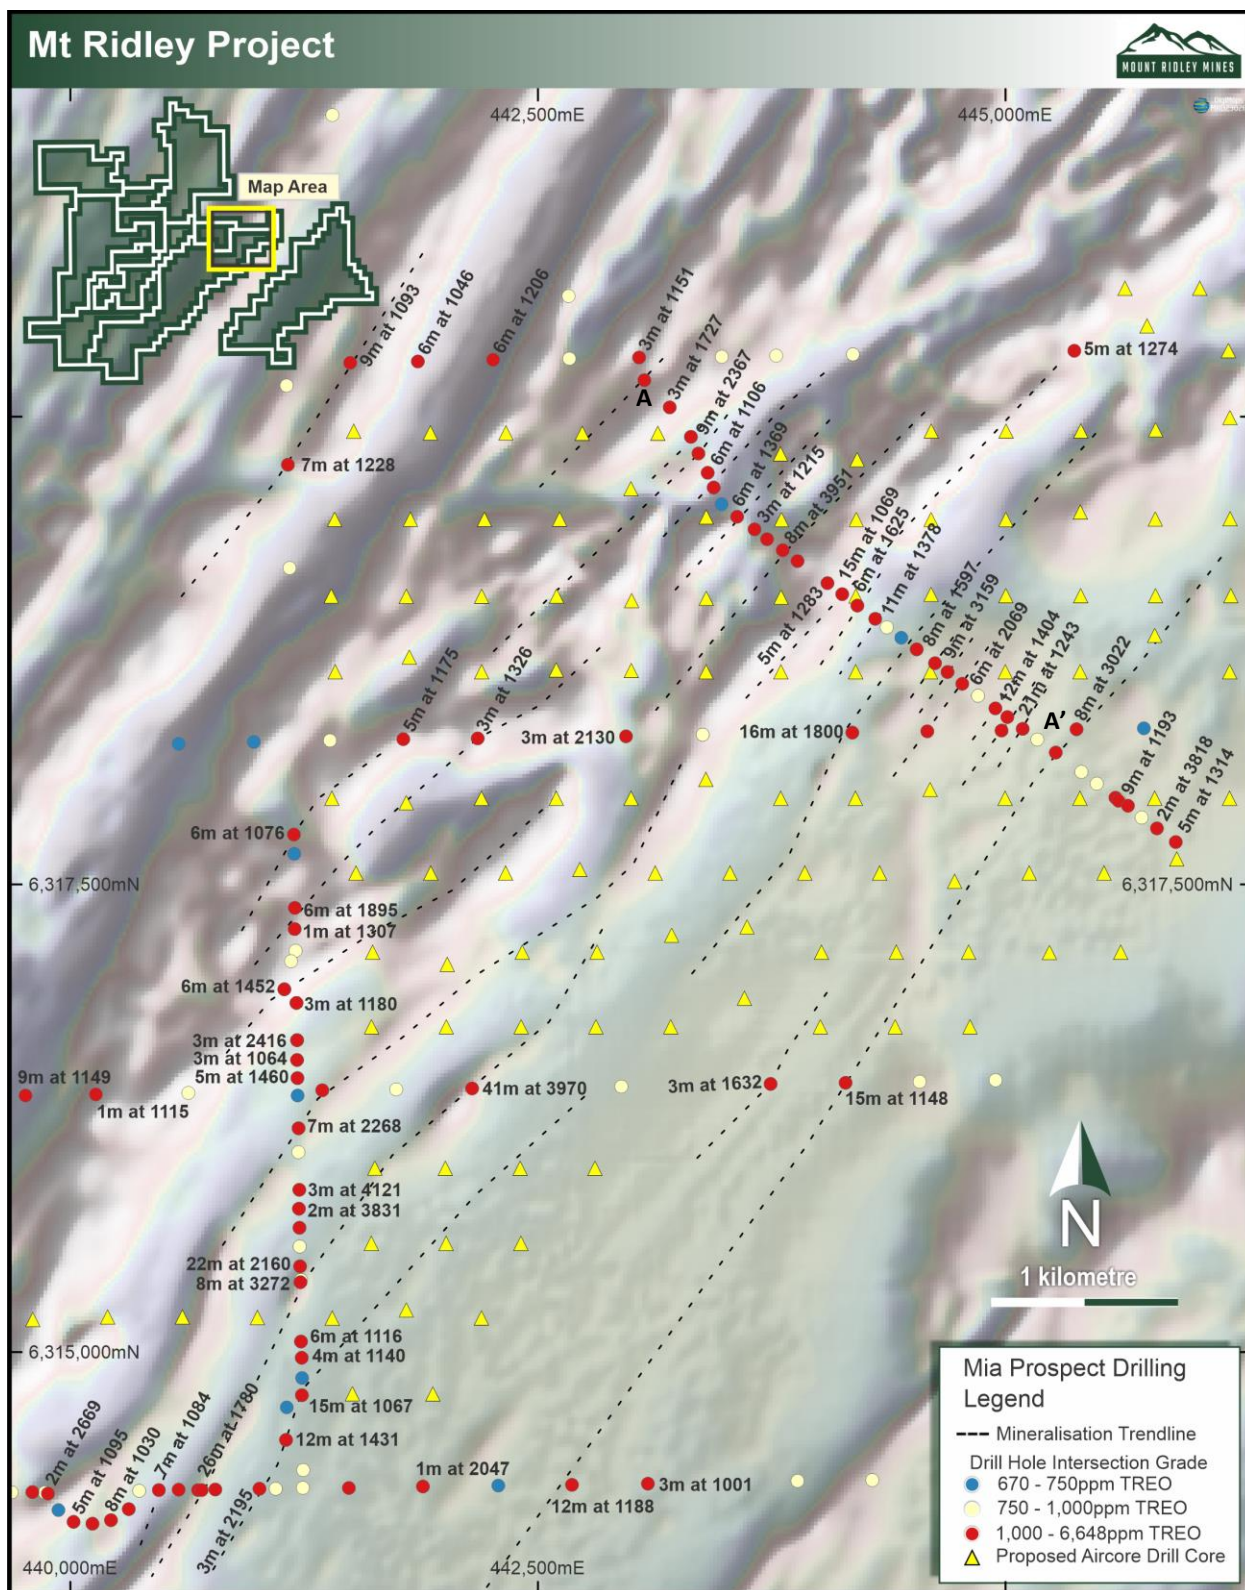 Mt Ridley Project
MOUNT RIDLEY MINES
442,500mE
445,000mE
Map Area
9m at 1093
6m at 1046
6m at 1206
3m at 1151
3m at 1727
9m at 2367
6m at 1106
6m at 1369
3m at 1215
8m at 3951
5m at 1274
A
7m at 1228
5m at 1283
15m at 1069
6m at 1625
11m at 1378
8m at 1597
9m at 3159
6m at 2069
12m at 1404
21m at 1243
A'
8m at 3022
5m at 1175
3m at 1326
3m at 2130
16m at 1800
9m at 1193
2m at 3818
5m at 1314
6m at 1076
6,317,500mN
6,317,500mN
6m at 1895
1m at 1307
6m at 1452
3m at 1180
3m at 2416
3m at 1064
5m at 1460
9m at 1149
1m at 1115
41m at 3970
3m at 1632
15m at 1148
7m at 2268
3m at 4121
2m at 3831
22m at 2160
8m at 3272
N
1 kilometre
6m at 1116
4m at 1140
6,315,000mN
15m at 1067
12m at 1431
2m at 2669
5m at 1095
8m at 1030
7m at 1084
26m at 1780
3m at 2195
1m at 2047
12m at 1188
3m at 1001
440,000mE
442,500mE
Mia Prospect Drilling
Legend
Mineralisation Trendline
Drill Hole Intersection Grade
670 - 750ppm TREO
750 - 1,000ppm TREO
1,000 - 6,648ppm TREO
Proposed Aircore Drill Core